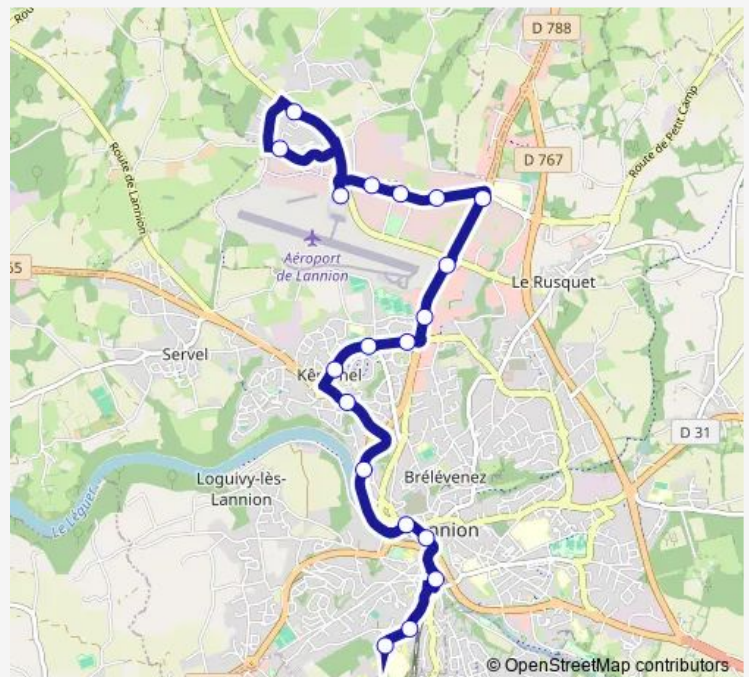 Rou
D 788
Route de Petit Camp
D 767
Route de Lannion
Aéroport
de Lannion
65
Le Rusquet
Servel
D 31
Brélévenez
Loguivy-lès-
Lannion
Le Léguer
nnion
© OpenStreetMap contributors